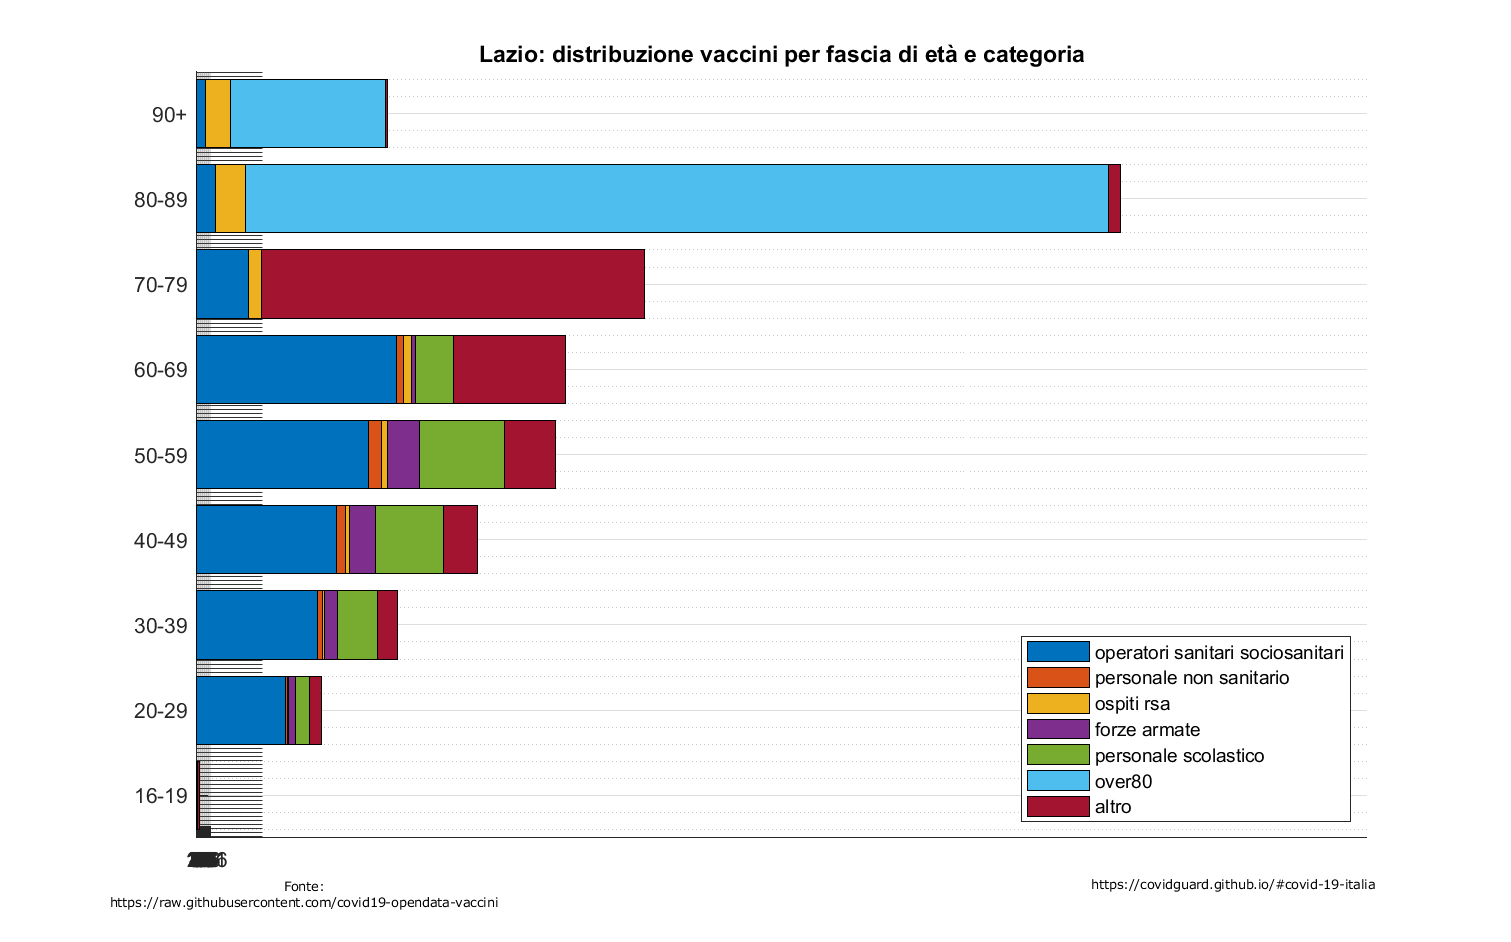 Lazio: distribuzione vaccini per fascia di età e categoria
90+
80-89
70-79
60-69
50-59
40-49
30-39
20-29
16-19
operatori sanitari sociosanitari
personale non sanitario
ospiti rsa
forze armate
personale scolastico
over80
altro
Fonte:
https://raw.githubusercontent.com/covid19-opendata-vaccini
https://covidguard.github.io/#covid-19-italia